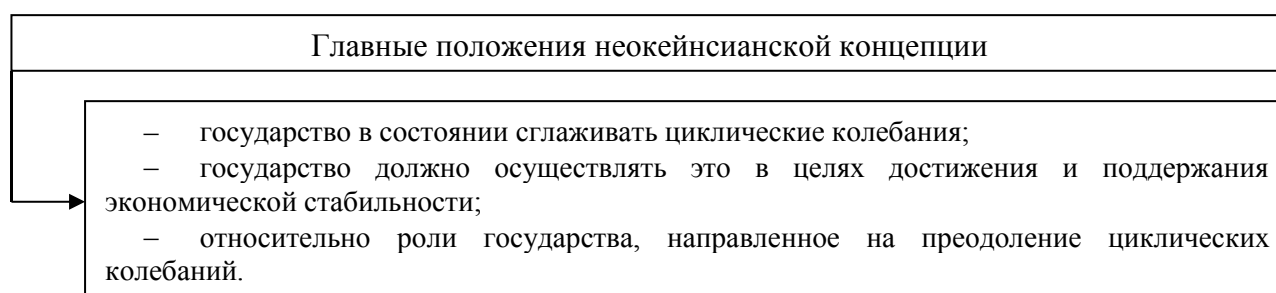 Главные положения неокейнсианской концепции
– государство в состоянии сглаживать циклические колебания;
– государство должно осуществлять это в целях достижения и поддержания
экономической стабильности;
– относительно роли государства, направленное на преодоление циклических
колебаний.